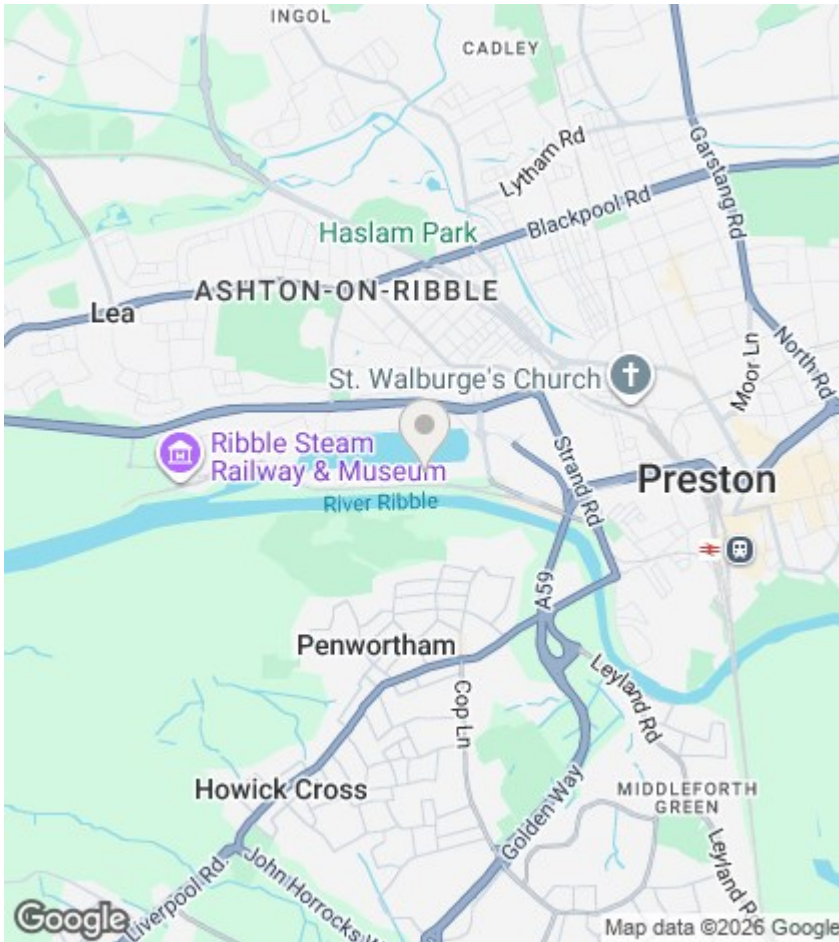 INGOL
CADLEY
Lytham Rd
Garstang Rd
Blackpool Rd
Haslam Park
ASHTON-ON-RIBBLE
Lea
North Rd
Moor Ln
St. Walburge's Church
Ribble Steam
Railway & Museum
Strand Rd
Preston
River Ribble
A59
Penwortham
Leyland Rd
Cop Ln
Howick Cross
MIDDLEFORTH
GREEN
Golden Way
Leyland R
Liverpool Rd
John Horrocks W
Google
Map data ©2026 Google